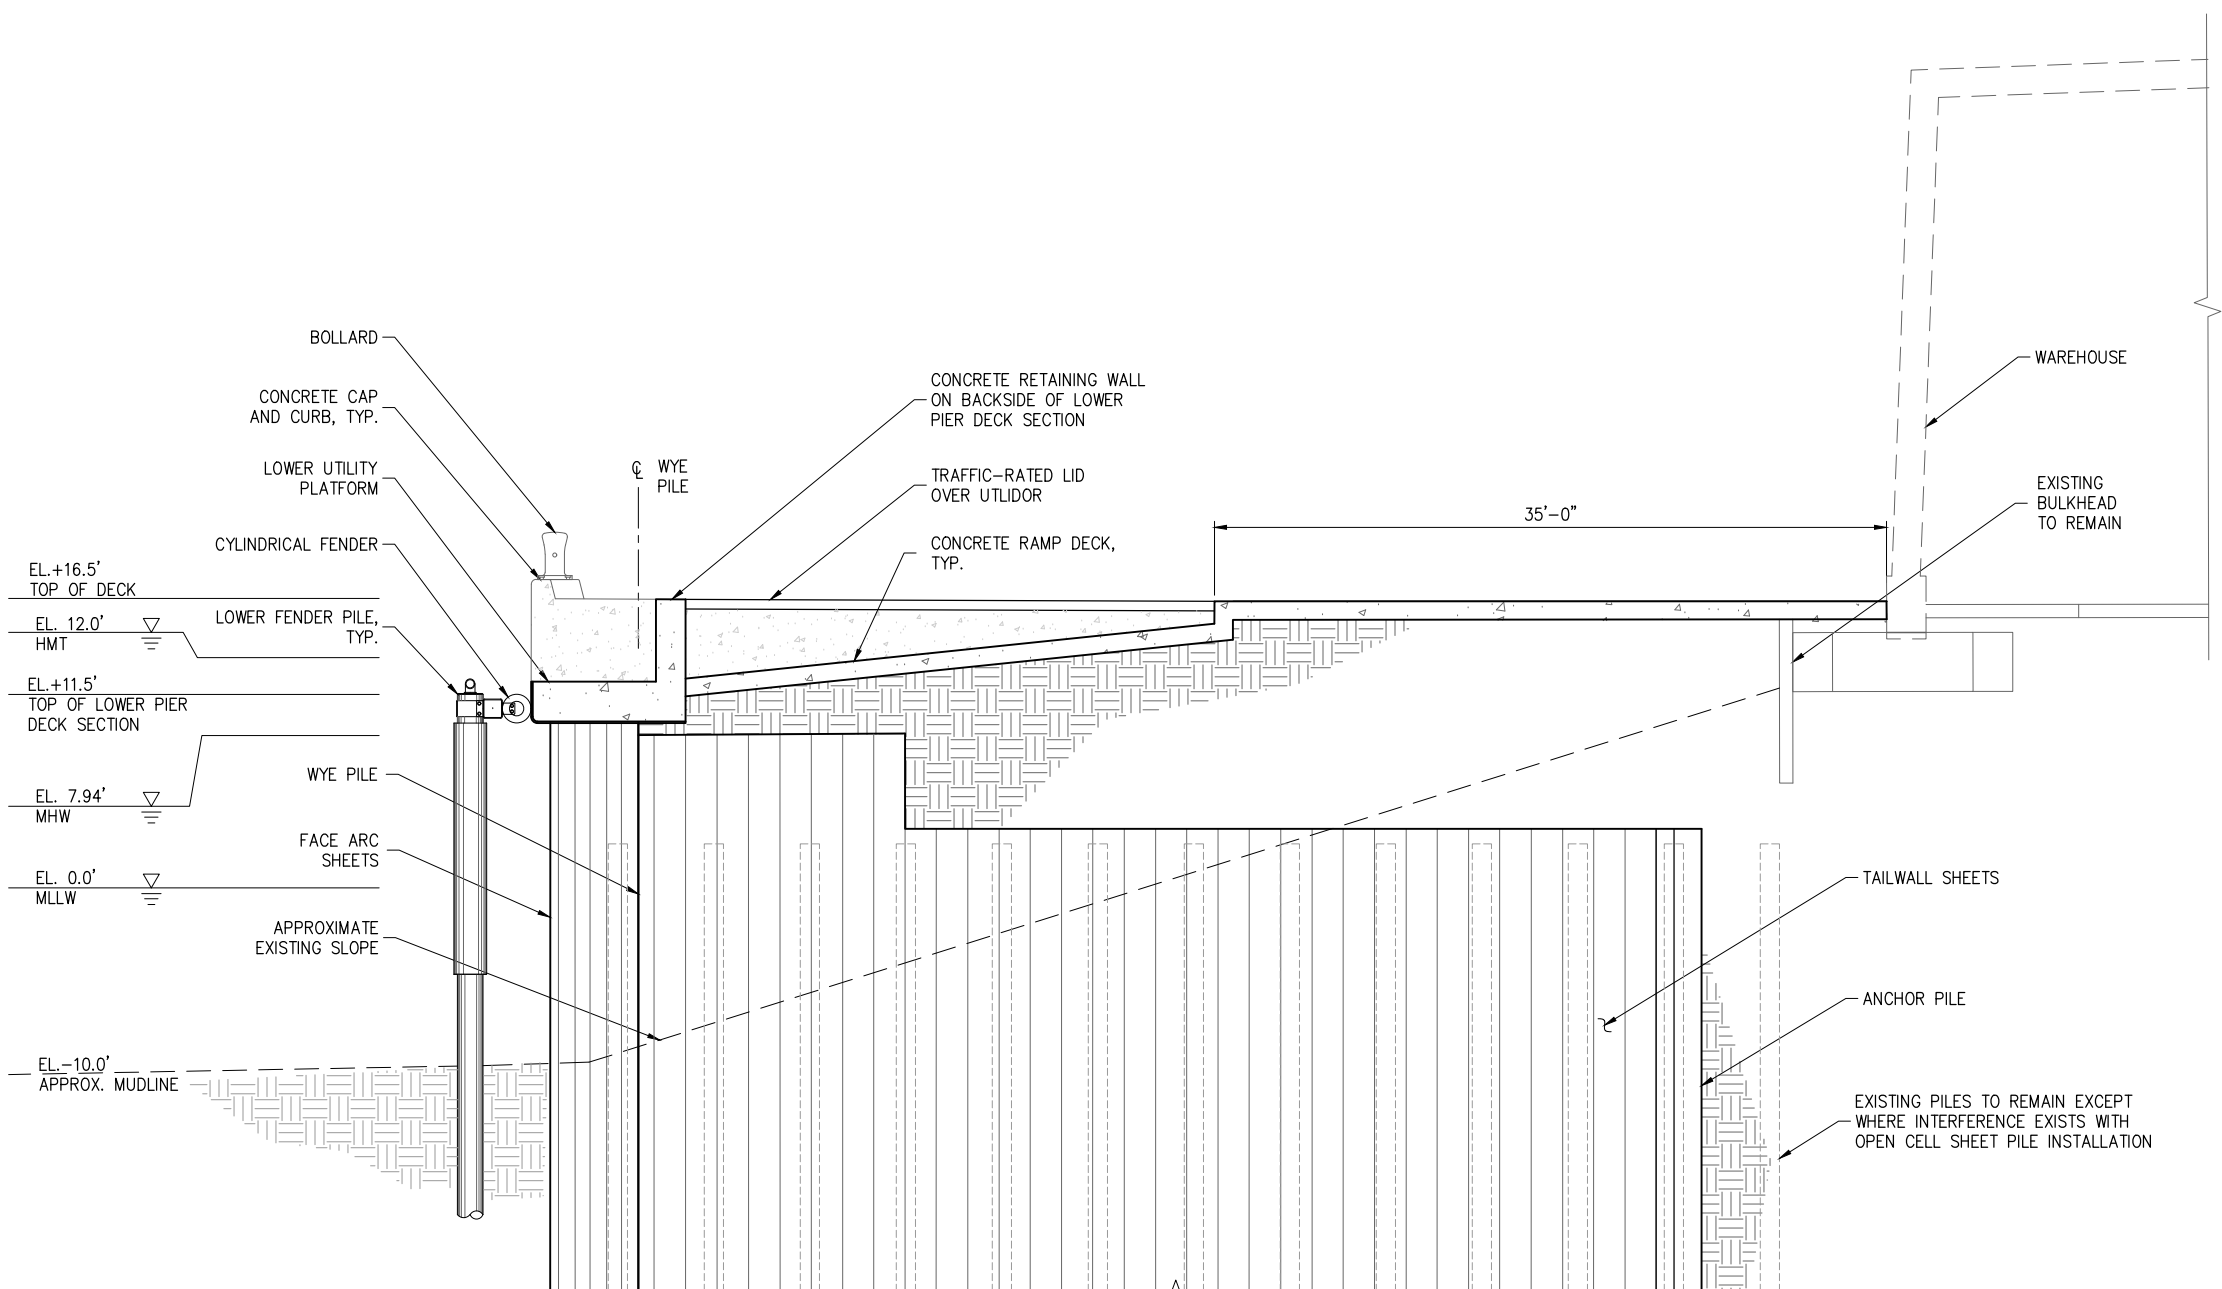 BOLLARD
CONCRETE CAP
AND CURB, TYP.
LOWER UTILITY
PLATFORM
CYLINDRICAL FENDER
EL.+16.5'
TOP OF DECK
LOWER FENDER PILE,
TYP.
EL. 12.0'
HMT
EL.+11.5'
TOP OF LOWER PIER
DECK SECTION
WYE PILE
EL. 7.94'
MHW
FACE ARC
SHEETS
EL. 0.0'
MLLW
APPROXIMATE
EXISTING SLOPE
EL.-10.0'
APPROX. MUDLINE
℄ WYE
PILE
CONCRETE RETAINING WALL
ON BACKSIDE OF LOWER
PIER DECK SECTION
TRAFFIC-RATED LID
OVER UTLIDOR
CONCRETE RAMP DECK,
TYP.
35'-0"
WAREHOUSE
EXISTING
BULKHEAD
TO REMAIN
TAILWALL SHEETS
ANCHOR PILE
EXISTING PILES TO REMAIN EXCEPT
WHERE INTERFERENCE EXISTS WITH
OPEN CELL SHEET PILE INSTALLATION